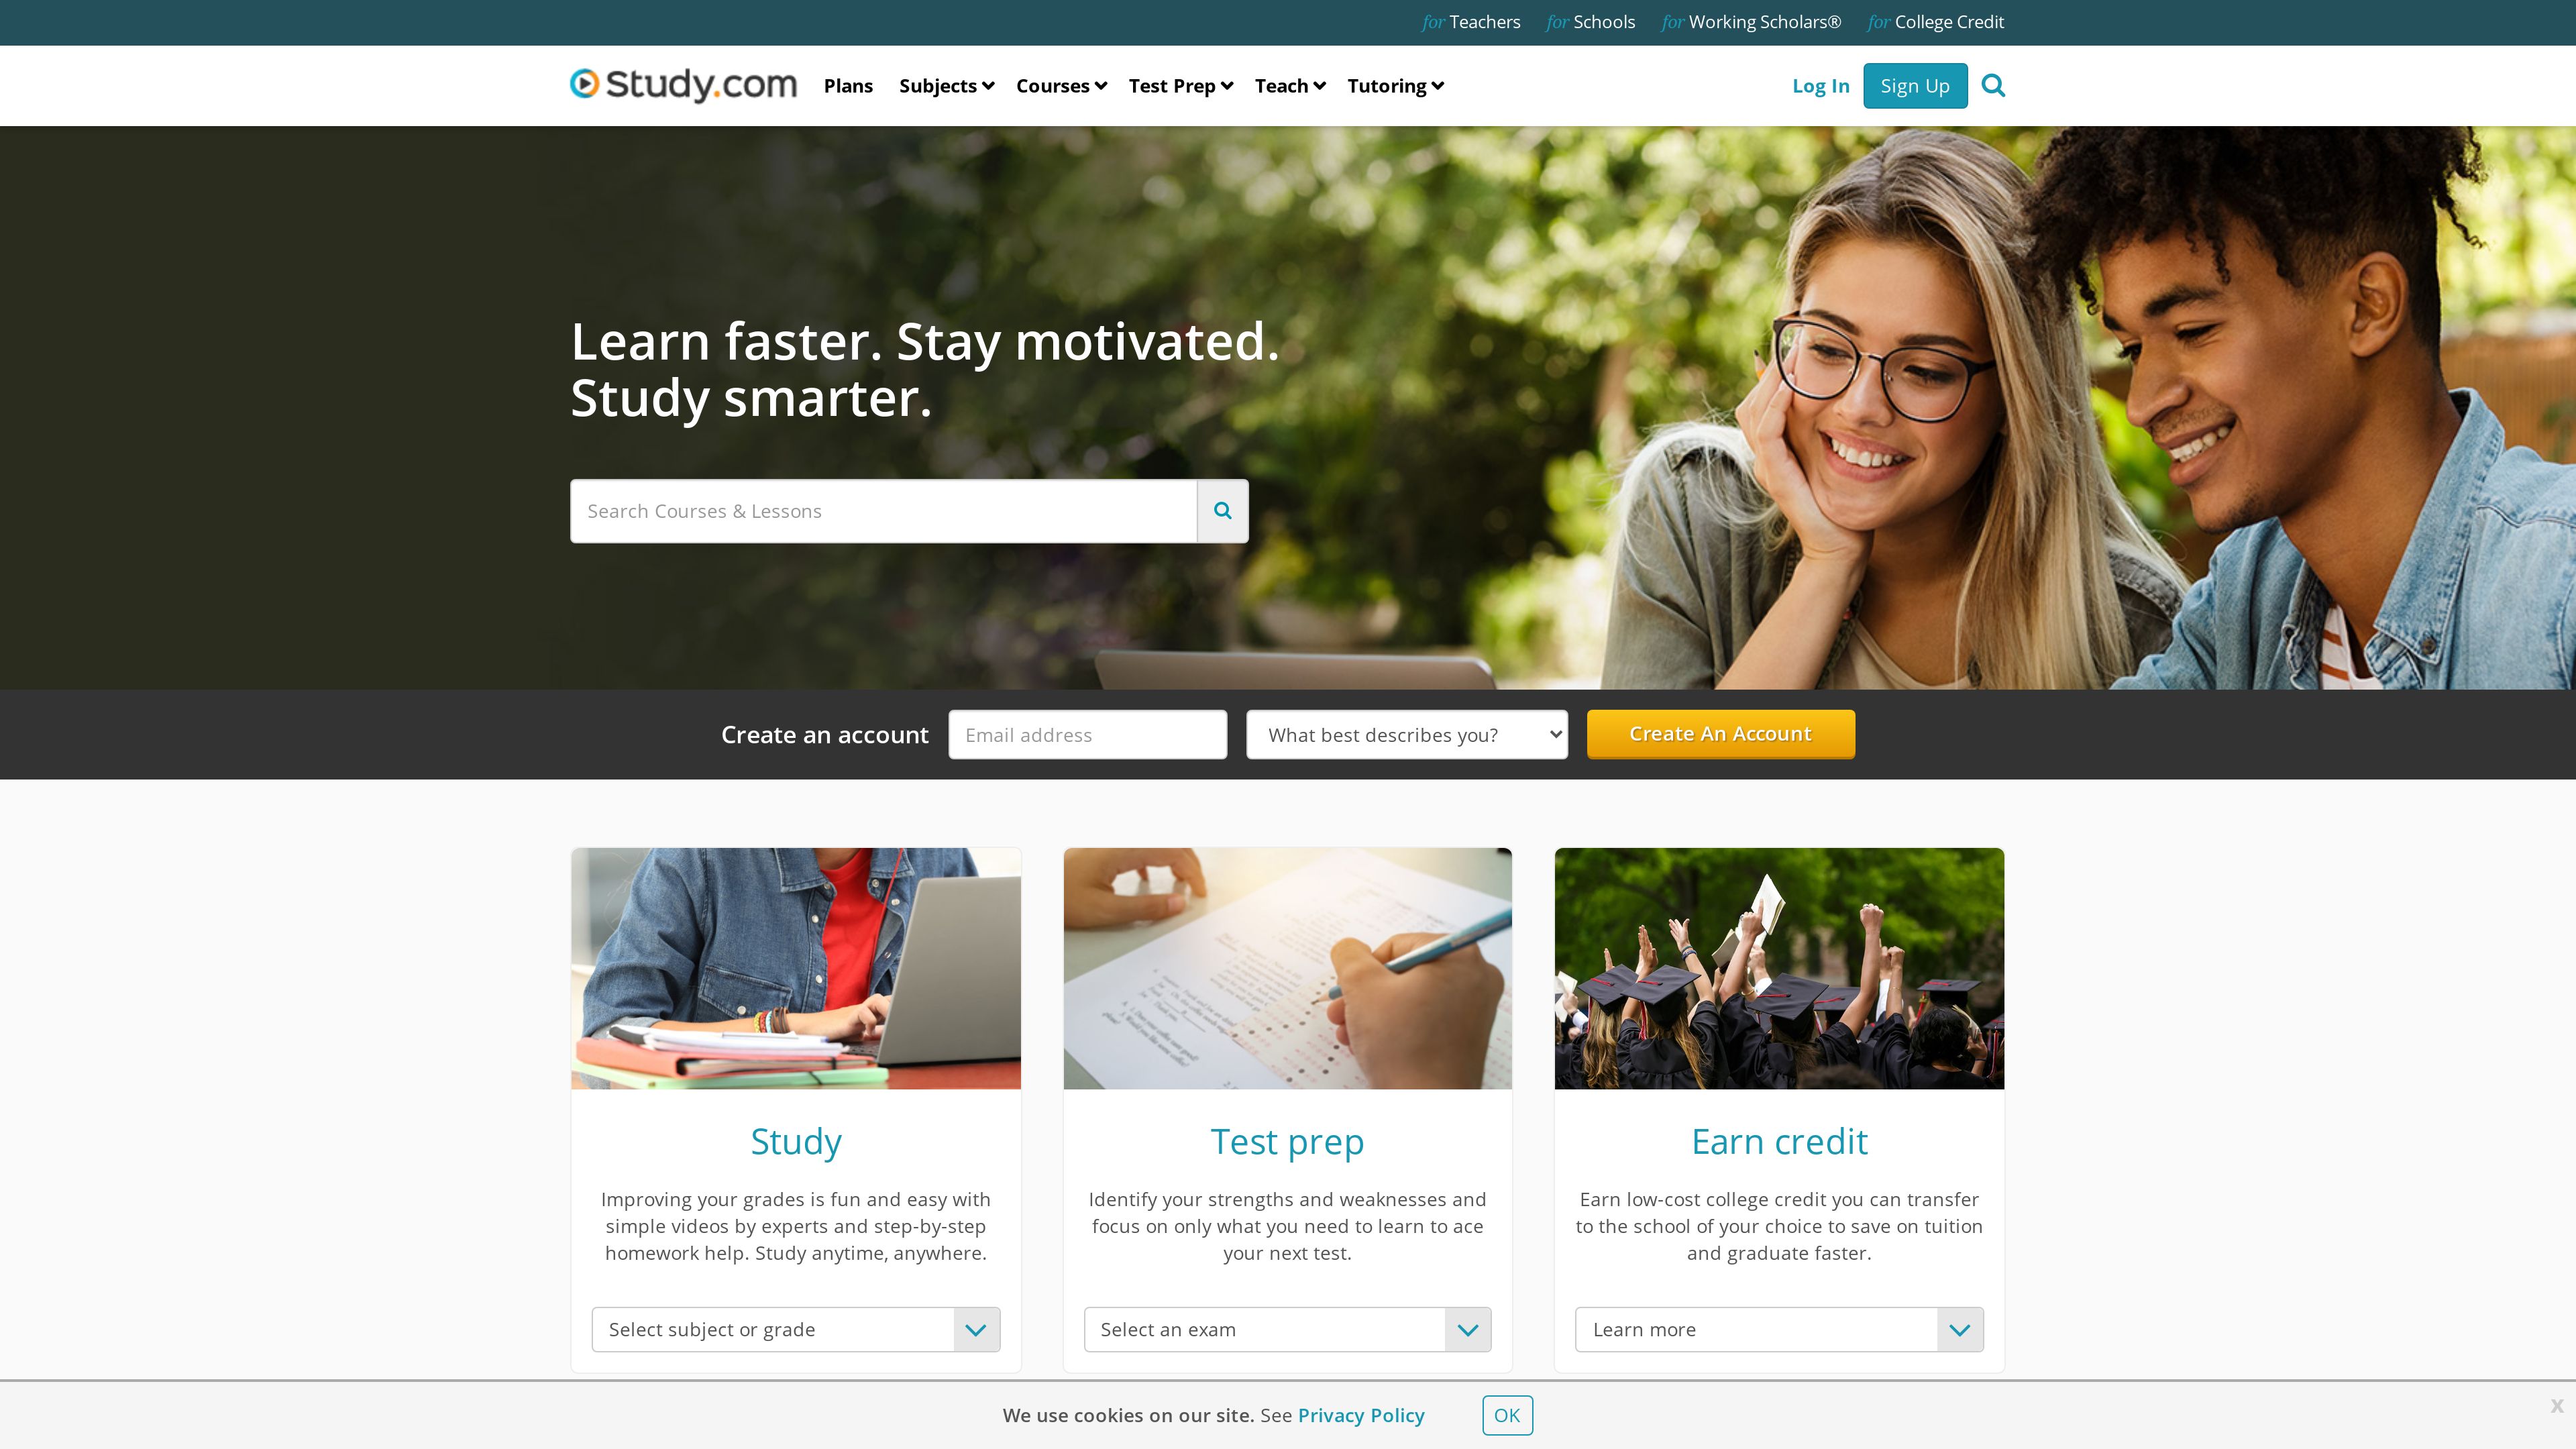 for Teachers for Schools for Working Scholars® for College Credit
Study.com Plans Subjects Courses Test Prep Teach Tutoring Log In Sign Up
Learn faster. Stay motivated.
Study smarter.
Search Courses & Lessons
Create an account Email address What best describes you? Create An Account
Study
Improving your grades is fun and easy with
simple videos by experts and step-by-step
homework help. Study anytime, anywhere.
Select subject or grade
Test prep
Identify your strengths and weaknesses and
focus on only what you need to learn to ace
your next test.
Select an exam
Earn credit
Earn low-cost college credit you can transfer
to the school of your choice to save on tuition
and graduate faster.
Learn more
We use cookies on our site. See Privacy Policy OK x